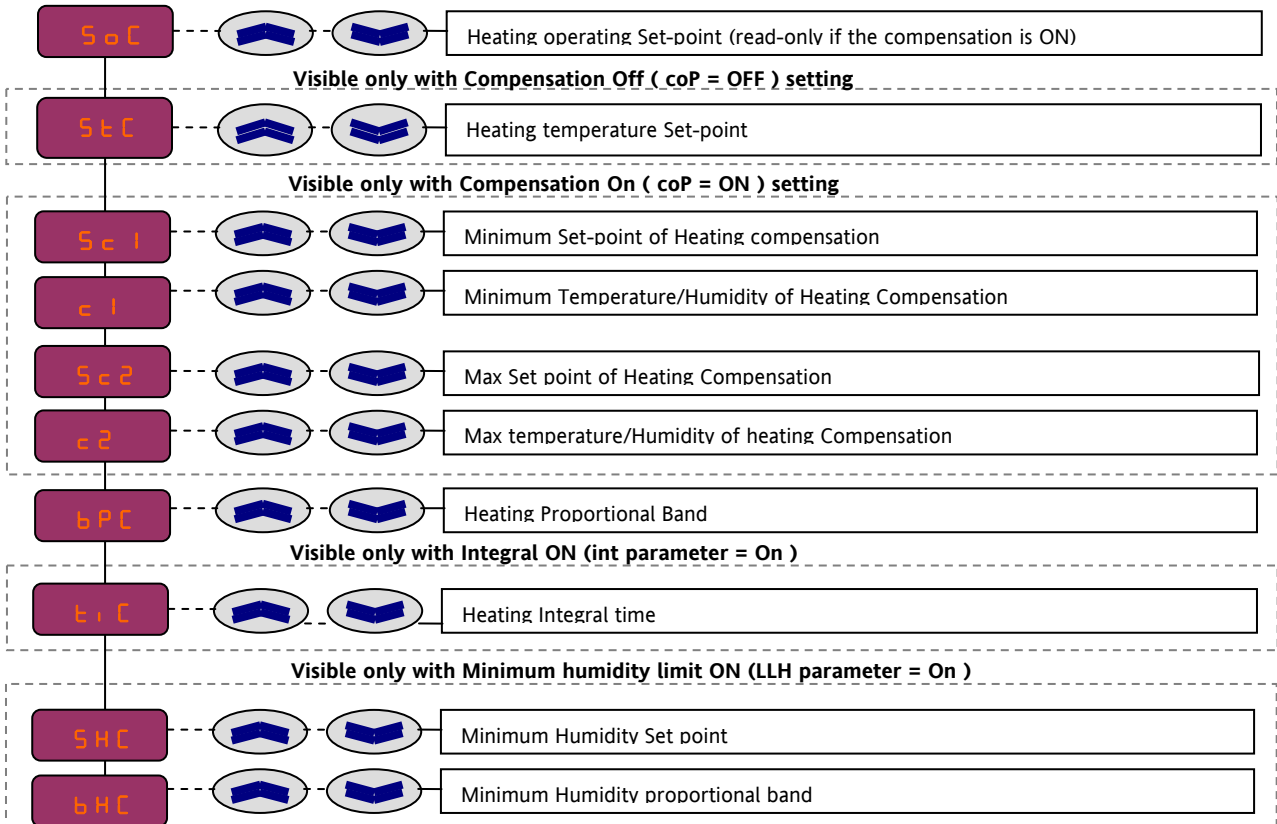 SoC Heating operating Set-point (read-only if the compensation is ON)
Visible only with Compensation Off ( coP = OFF ) setting
StC Heating temperature Set-point
Visible only with Compensation On ( coP = ON ) setting
Sc1 Minimum Set-point of Heating compensation
c1 Minimum Temperature/Humidity of Heating Compensation
Sc2 Max Set point of Heating Compensation
c2 Max temperature/Humidity of heating Compensation
bPC Heating Proportional Band
Visible only with Integral ON (int parameter = On )
tiC Heating Integral time
Visible only with Minimum humidity limit ON (LLH parameter = On )
SHC Minimum Humidity Set point
bHC Minimum Humidity proportional band